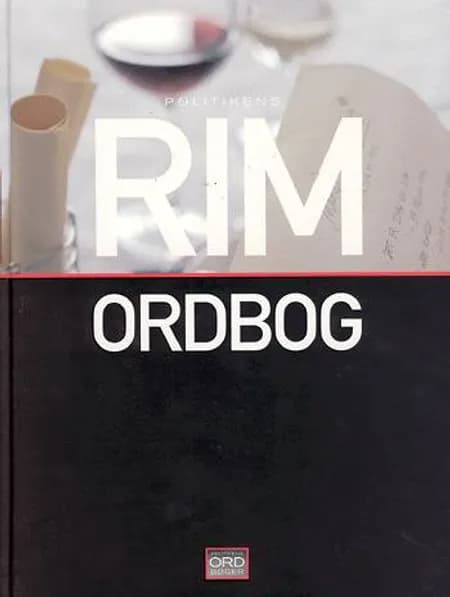 POLITIKENS
RIM
ORDBOG
POLITIKENS
ORD
BØGER